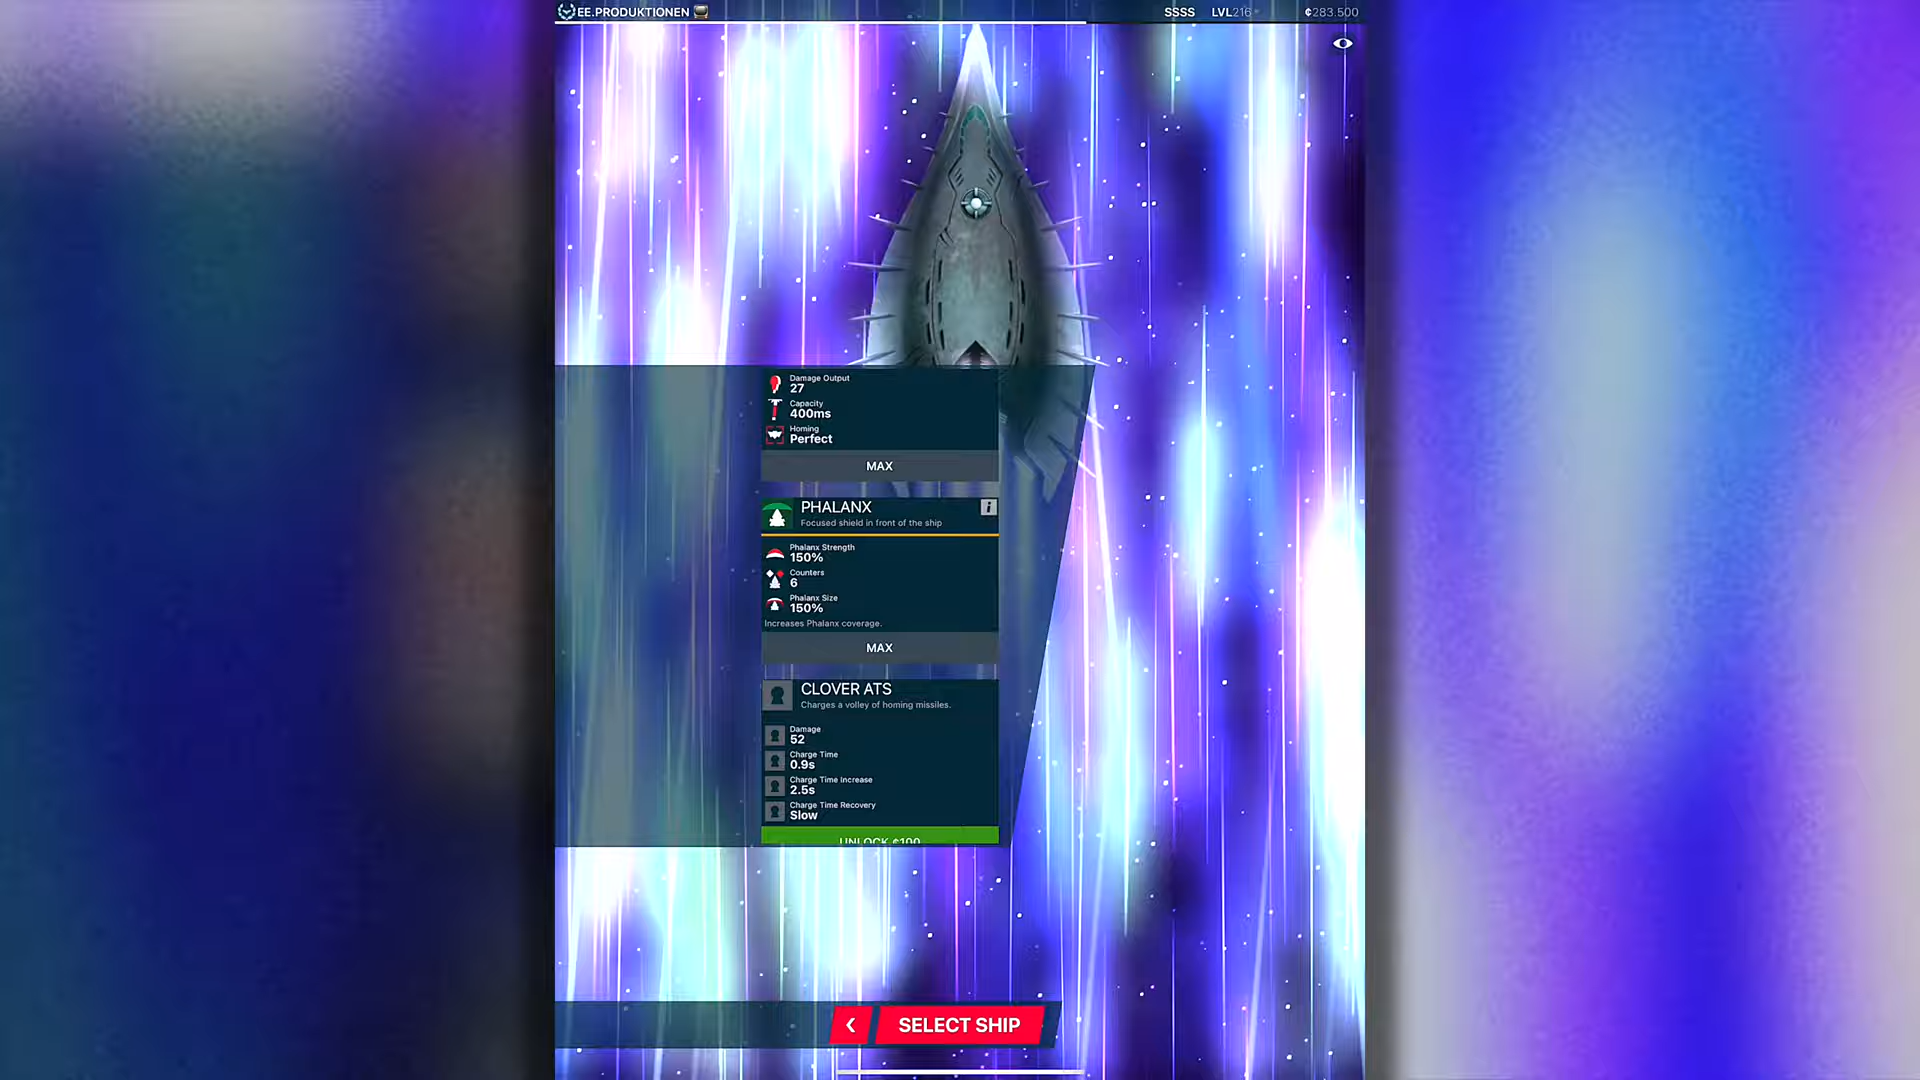 EE.PRODUKTIONEN
SSSS LVL216 ¢283.500
Damage Output
27
Capacity
400ms
Homing
Perfect
MAX
PHALANX
Focused shield in front of the ship
Phalanx Strength
150%
Counters
6
Phalanx Size
150%
Increases Phalanx coverage.
MAX
CLOVER ATS
Charges a volley of homing missiles.
Damage
52
Charge Time
0.9s
Charge Time Increase
2.5s
Charge Time Recovery
Slow
UNLOCK ¢100
SELECT SHIP